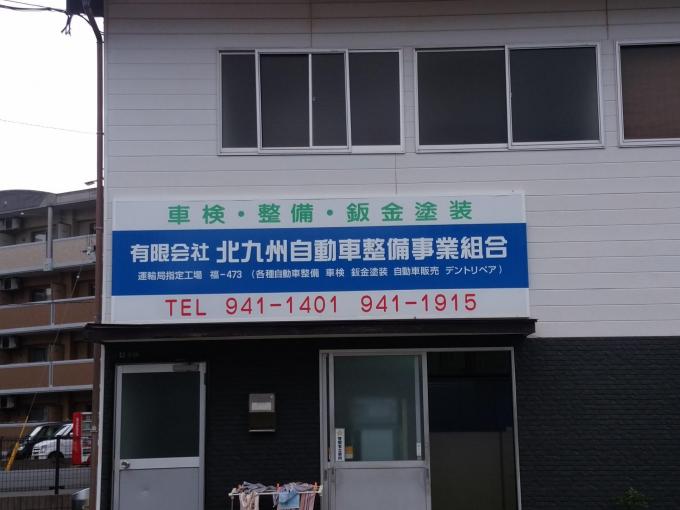 車検・整備・鈑金塗装
有限会社 北九州自動車整備事業組合
運輸局指定工場 福-473 (各種自動車整備 車検 鈑金塗装 自動車販売 デントリペア)
TEL 941-1401 941-1915